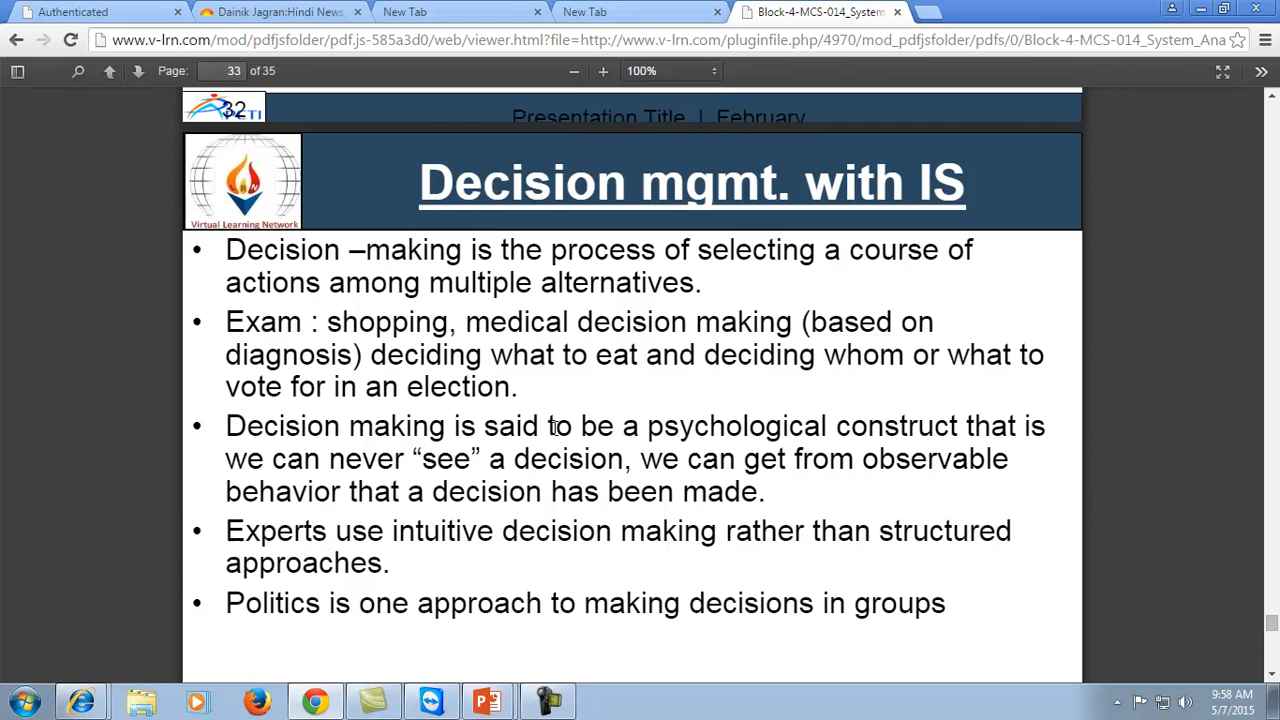 Authenticated
Dainik Jagran:Hindi News,
New Tab
New Tab
Block-4-MCS-014_System_An
www.v-lrn.com/mod/pdfjsfolder/pdf.js-585a3d0/web/viewer.html?file=http://www.v-lrn.com/pluginfile.php/4970/mod_pdfjsfolder/pdfs/0/Block-4-MCS-014_System_Ana
Page: 33 of 35
100%
32
Presentation Title | February
LRN
Virtual Learning Network
Decision mgmt. with IS
• Decision –making is the process of selecting a course of
actions among multiple alternatives.
• Exam : shopping, medical decision making (based on
diagnosis) deciding what to eat and deciding whom or what to
vote for in an election.
• Decision making is said to be a psychological construct that is
we can never “see” a decision, we can get from observable
behavior that a decision has been made.
• Experts use intuitive decision making rather than structured
approaches.
• Politics is one approach to making decisions in groups
9:58 AM
5/7/2015